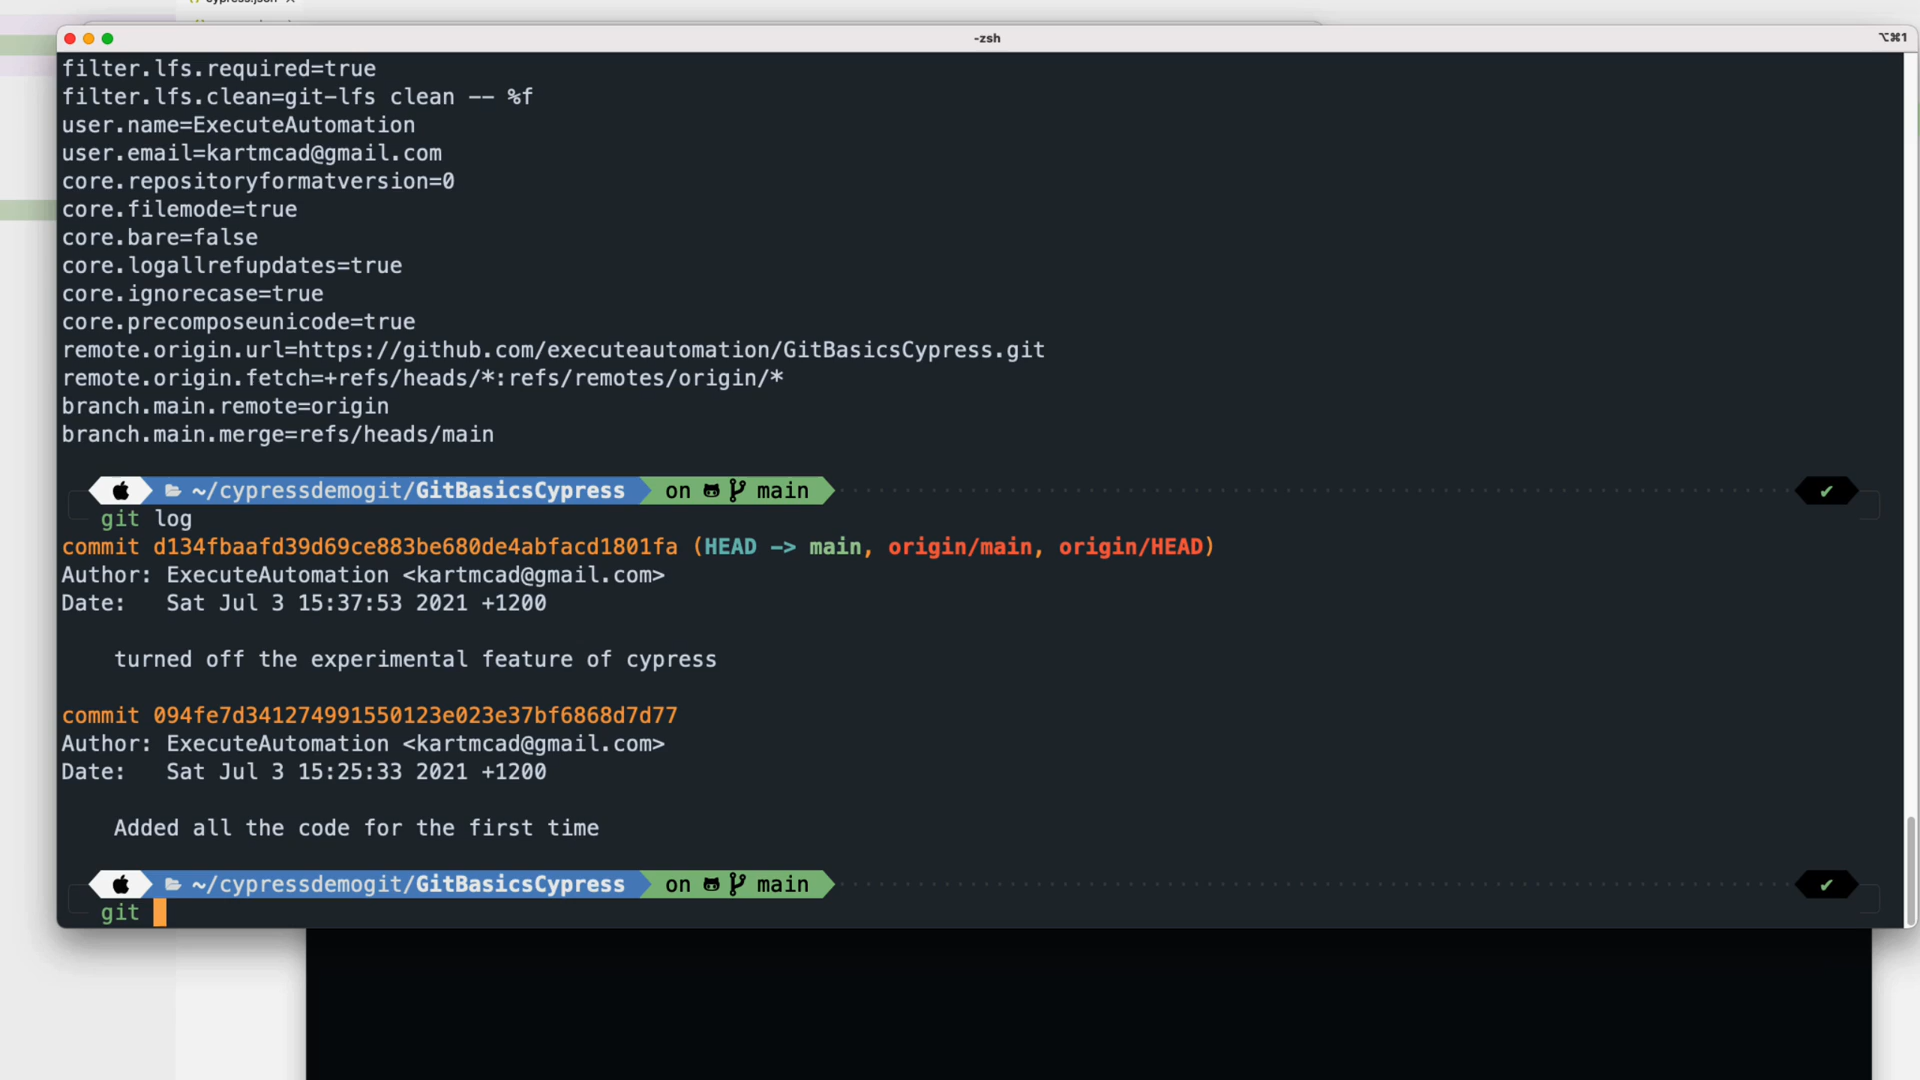 cypress.json
-zsh
⌥⌘1
filter.lfs.required=true
filter.lfs.clean=git-lfs clean -- %f
user.name=ExecuteAutomation
user.email=kartmcad@gmail.com
core.repositoryformatversion=0
core.filemode=true
core.bare=false
core.logallrefupdates=true
core.ignorecase=true
core.precomposeunicode=true
remote.origin.url=https://github.com/executeautomation/GitBasicsCypress.git
remote.origin.fetch=+refs/heads/*:refs/remotes/origin/*
branch.main.remote=origin
branch.main.merge=refs/heads/main
~/cypressdemogit/GitBasicsCypress on main ✔
git log
commit d134fbaafd39d69ce883be680de4abfacd1801fa (HEAD -> main, origin/main, origin/HEAD)
Author: ExecuteAutomation <kartmcad@gmail.com>
Date:   Sat Jul 3 15:37:53 2021 +1200
turned off the experimental feature of cypress
commit 094fe7d341274991550123e023e37bf6868d7d77
Author: ExecuteAutomation <kartmcad@gmail.com>
Date:   Sat Jul 3 15:25:33 2021 +1200
Added all the code for the first time
~/cypressdemogit/GitBasicsCypress on main ✔
git